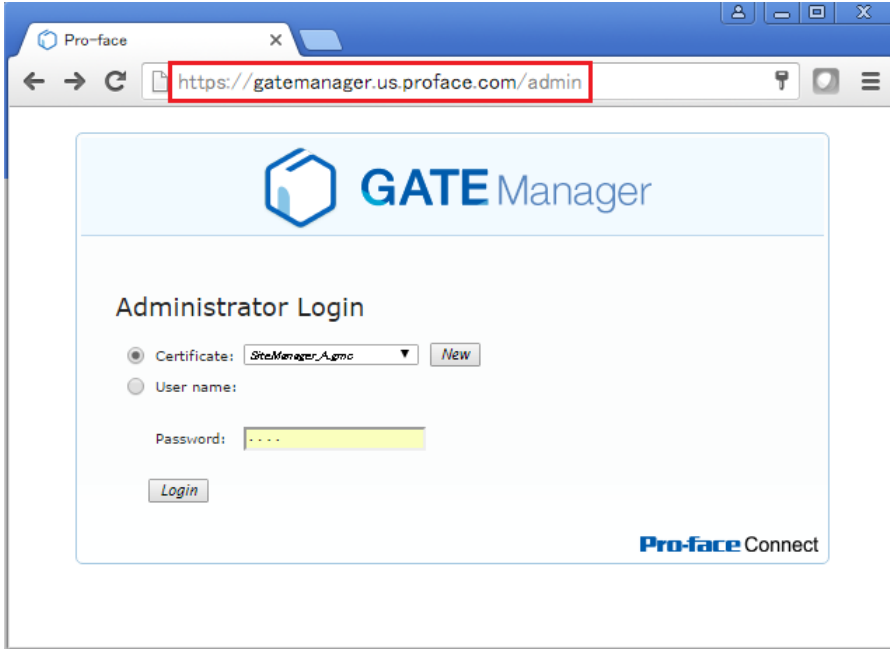 Pro-face
https://gatemanager.us.proface.com/admin
GATE Manager
Administrator Login
Certificate: SiteManager_A.gmc New
User name:
Password: ....
Login
Pro-face Connect